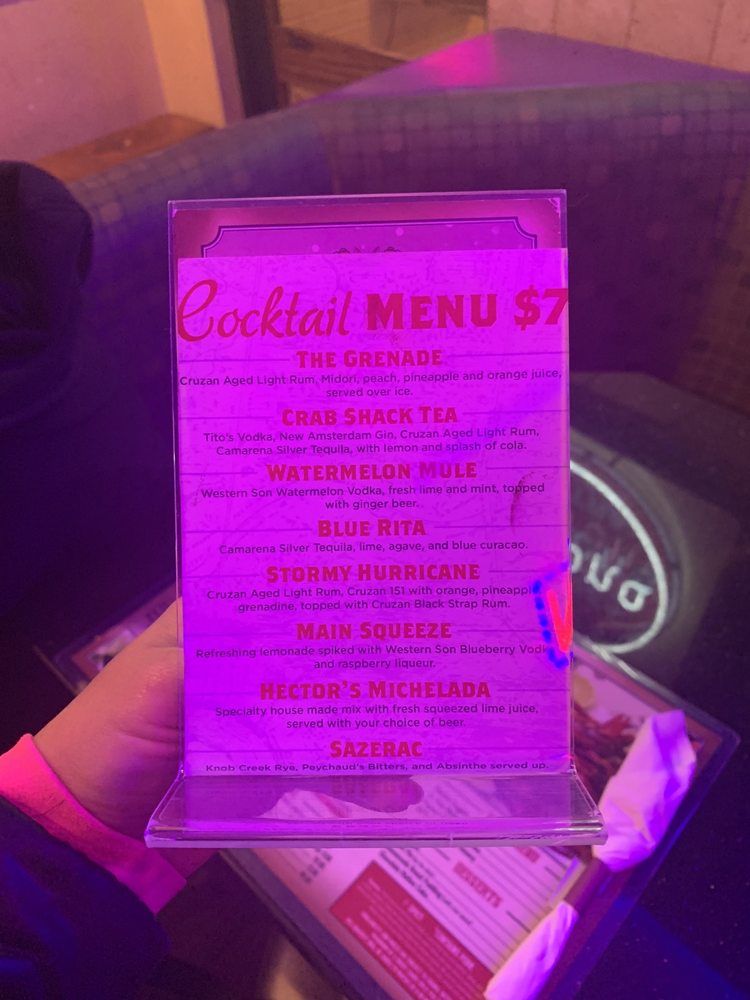 Cocktail MENU $7
THE GRENADE
Cruzan Aged Light Rum, Midori, peach, pineapple and orange juice,
served over ice.
CRAB SHACK TEA
Tito's Vodka, New Amsterdam Gin, Cruzan Aged Light Rum,
Camarena Silver Tequila, with lemon and splash of cola.
WATERMELON MULE
Western Son Watermelon Vodka, fresh lime and mint, topped
with ginger beer.
BLUE RITA
Camarena Silver Tequila, lime, agave, and blue curacao.
STORMY HURRICANE
Cruzan Aged Light Rum, Cruzan 151 with orange, pineappl
grenadine, topped with Cruzan Black Strap Rum.
MAIN SQUEEZE
Refreshing lemonade spiked with Western Son Blueberry Vodk
and raspberry liqueur.
HECTOR'S MICHELADA
Specialty house made mix with fresh squeezed lime juice,
served with your choice of beer.
SAZERAC
Knob Creek Rye, Peychaud's Bitters, and Absinthe served up.
DESSERTS